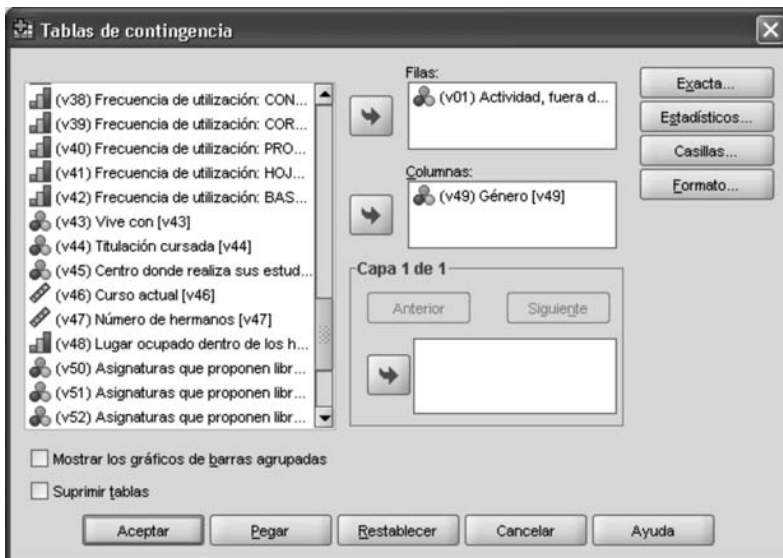 Tablas de contingencia
(v38) Frecuencia de utilización: CON...
(v39) Frecuencia de utilización: COR...
(v40) Frecuencia de utilización: PRO...
(v41) Frecuencia de utilización: HOJ...
(v42) Frecuencia de utilización: BAS...
(v43) Vive con [v43]
(v44) Titulación cursada [v44]
(v45) Centro donde realiza sus estud...
(v46) Curso actual [v46]
(v47) Número de hermanos [v47]
(v48) Lugar ocupado dentro de los h...
(v50) Asignaturas que proponen libr...
(v51) Asignaturas que proponen libr...
(v52) Asignaturas que proponen libr...
Filas:
(v01) Actividad, fuera d...
Columnas:
(v49) Género [v49]
Capa 1 de 1
Anterior
Siguiente
Exacta...
Estadísticos...
Casillas...
Formato...
Mostrar los gráficos de barras agrupadas
Suprimir tablas
Aceptar
Pegar
Restablecer
Cancelar
Ayuda